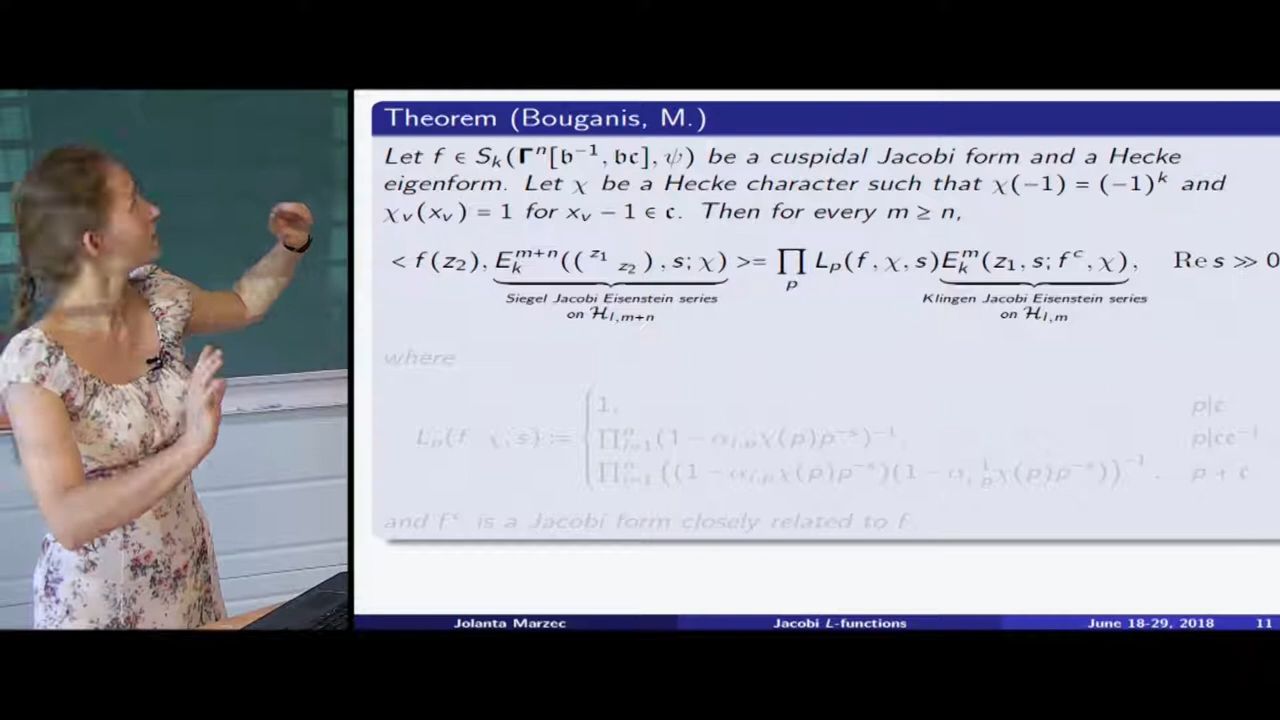 Theorem (Bouganis, M.)
Let f ∈ S_k(𝚪^n[𝔟^{-1}, 𝔟𝔠], ψ) be a cuspidal Jacobi form and a Hecke
eigenform. Let χ be a Hecke character such that χ(−1) = (−1)^k and
χ_v(x_v) = 1 for x_v − 1 ∈ 𝔠. Then for every m ≥ n,
< f(z_2), E_k^{m+n}((^{z_1} _{z_2}), s; χ) >= ∏_p L_p(f, χ, s)E_k^m(z_1, s; f^c, χ), Re s ≫ 0
Siegel Jacobi Eisenstein series
on ℋ_{l,m+n}
Klingen Jacobi Eisenstein series
on ℋ_{l,m}
where
1,
and f^c is a Jacobi form closely related to f
Jolanta Marzec Jacobi L-functions June 18-29, 2018 11